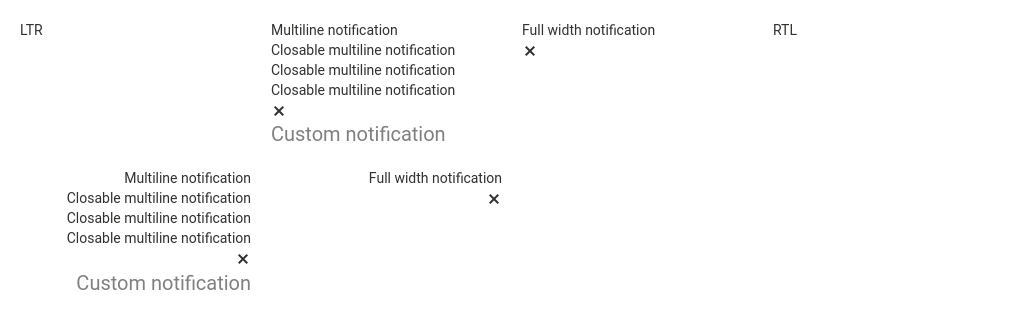 LTR
Multiline notification
Closable multiline notification
Closable multiline notification
Closable multiline notification
×
Custom notification
Full width notification
×
RTL
Multiline notification
Closable multiline notification
Closable multiline notification
Closable multiline notification
×
Custom notification
Full width notification
×